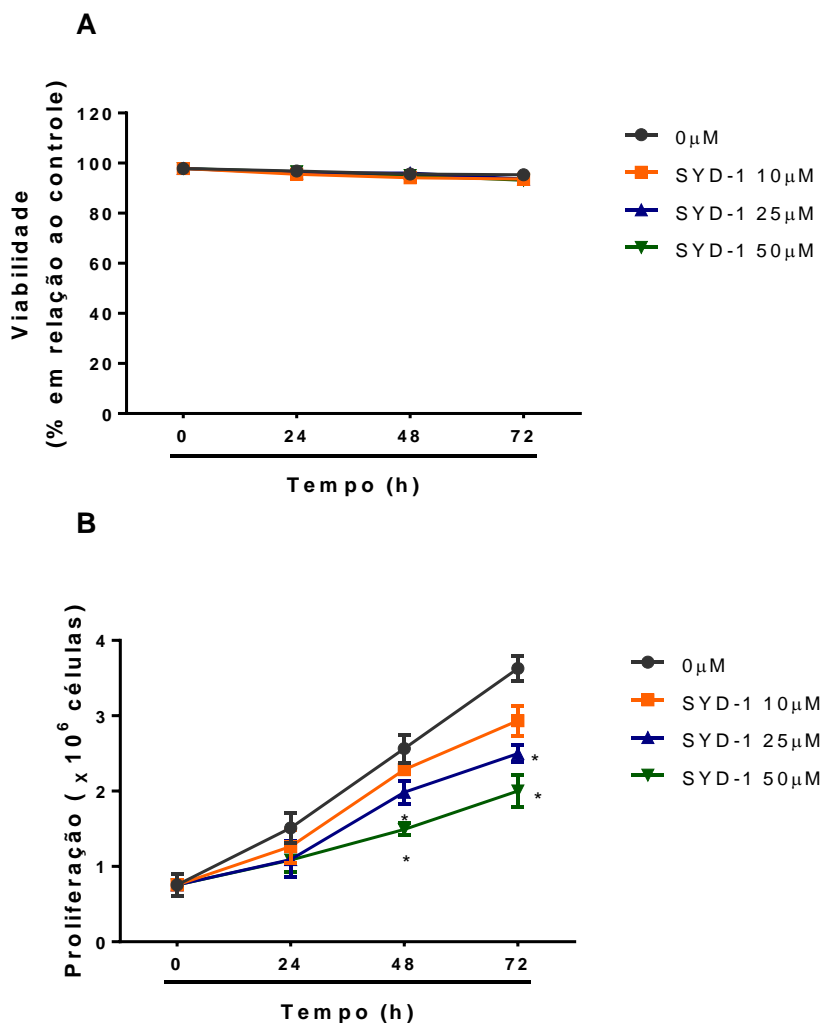 A
Viabilidade
(% em relação ao controle)
120
100
80
60
40
20
0
0 24 48 72
Tempo (h)
0µM
SYD-1 10µM
SYD-1 25µM
SYD-1 50µM
B
Proliferação ( x 10⁶ células)
4
3
2
1
0
*
*
*
*
0 24 48 72
Tempo (h)
0µM
SYD-1 10µM
SYD-1 25µM
SYD-1 50µM